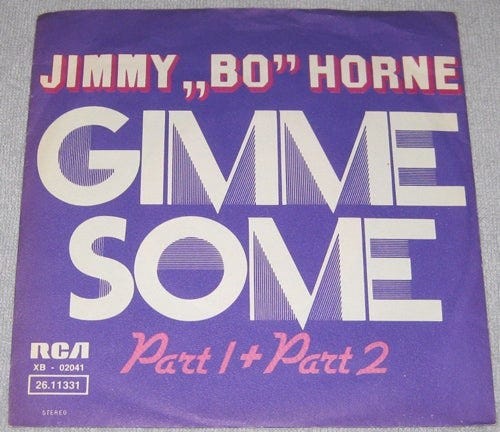 JIMMY „BO” HORNE
GIMME
SOME
Part 1 + Part 2
RCA
XB - 02041
26.11331
STEREO